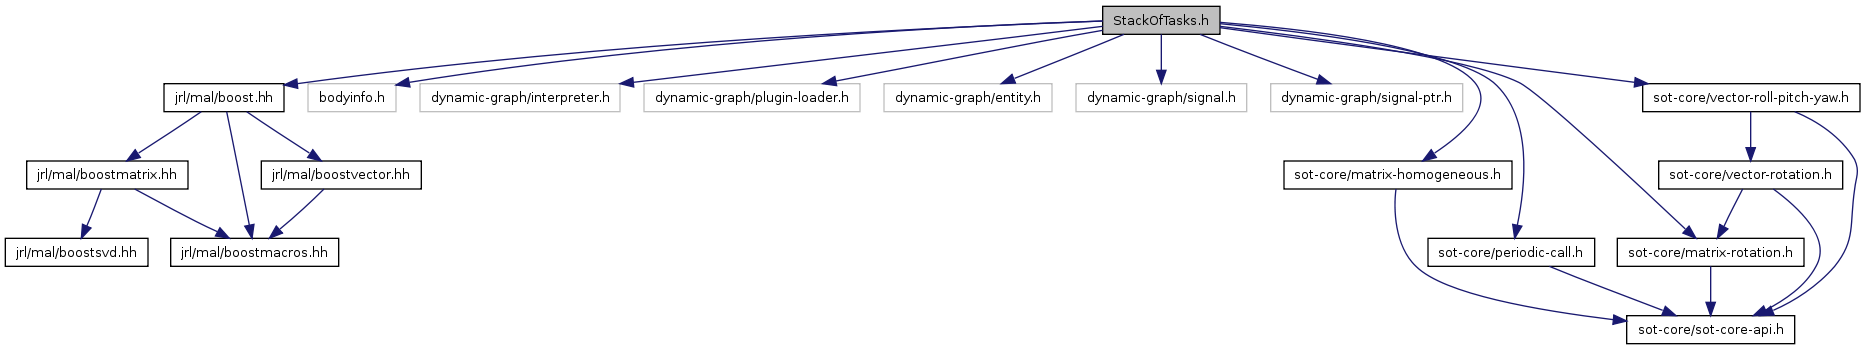 StackOfTasks.h
jrl/mal/boost.hh
bodyinfo.h
dynamic-graph/interpreter.h
dynamic-graph/plugin-loader.h
dynamic-graph/entity.h
dynamic-graph/signal.h
dynamic-graph/signal-ptr.h
sot-core/vector-roll-pitch-yaw.h
jrl/mal/boostmatrix.hh
jrl/mal/boostvector.hh
sot-core/matrix-homogeneous.h
sot-core/vector-rotation.h
jrl/mal/boostsvd.hh
jrl/mal/boostmacros.hh
sot-core/periodic-call.h
sot-core/matrix-rotation.h
sot-core/sot-core-api.h